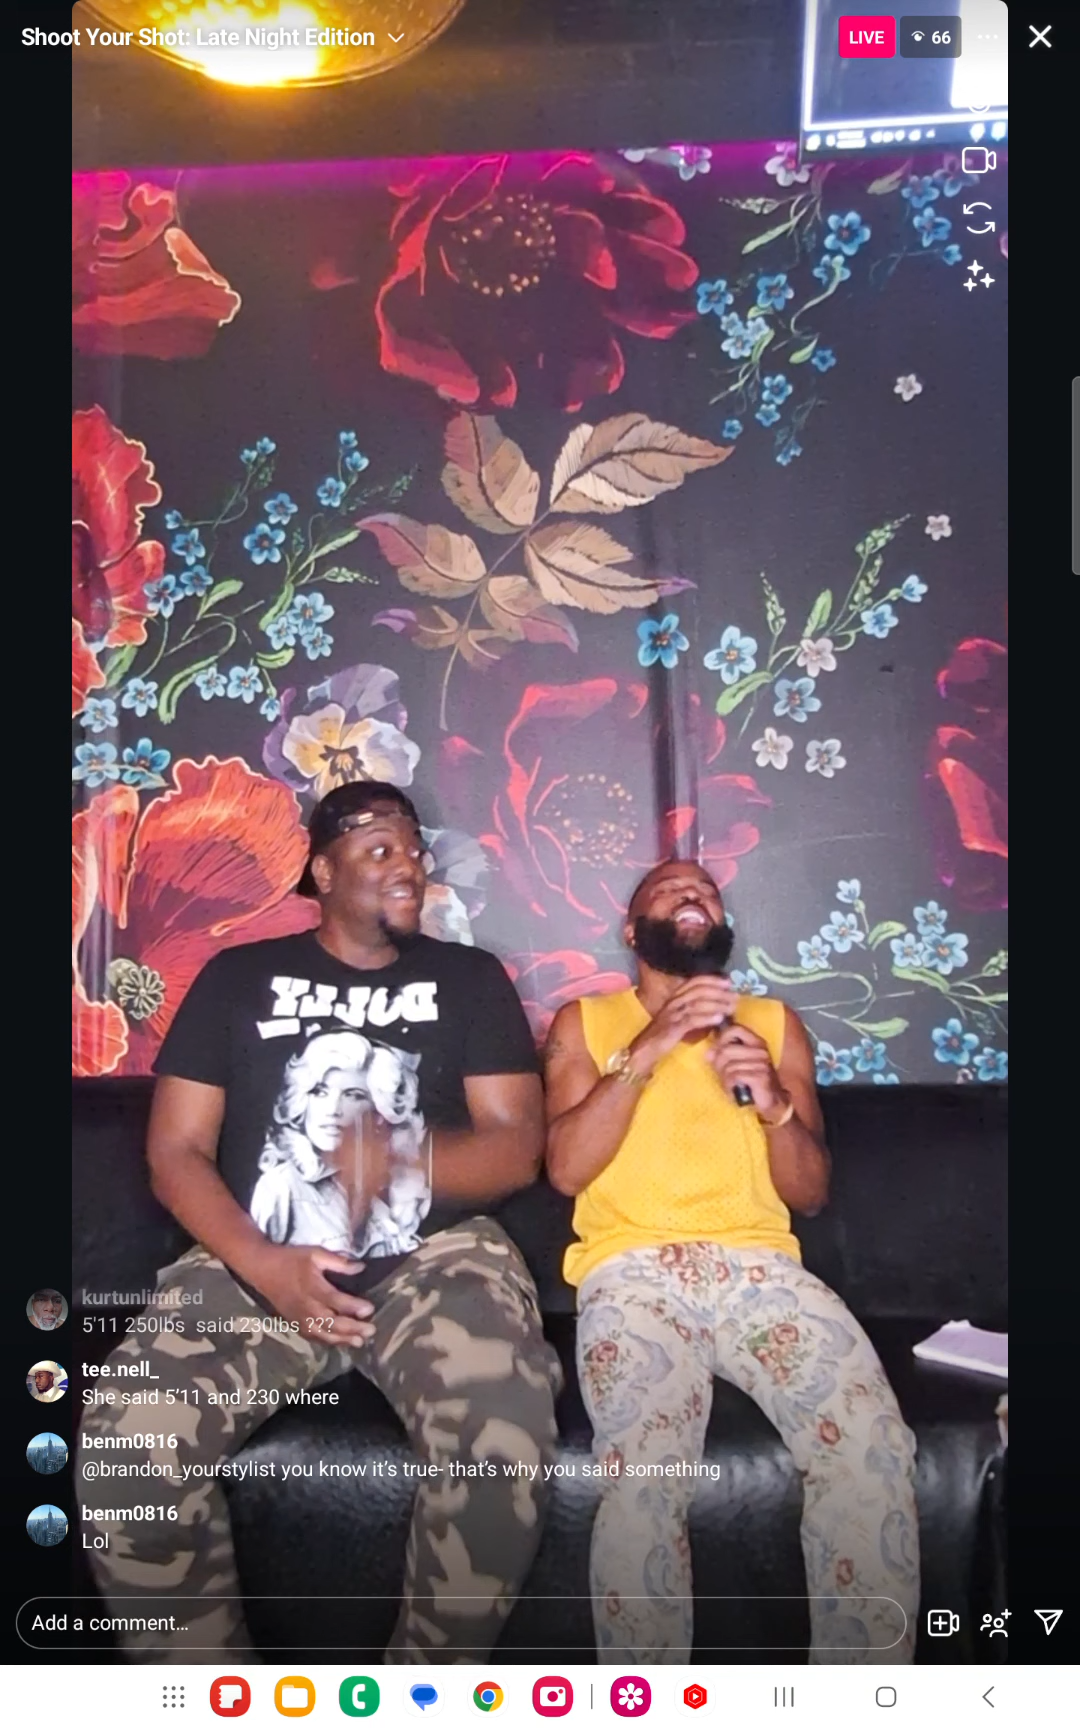 Shoot Your Shot: Late Night Edition
LIVE
66
DOLLY
kurtunlimited
5'11 250lbs said 230lbs ???
tee.nell_
She said 5'11 and 230 where
benm0816
@brandon_yourstylist you know it's true- that's why you said something
benm0816
Lol
Add a comment...